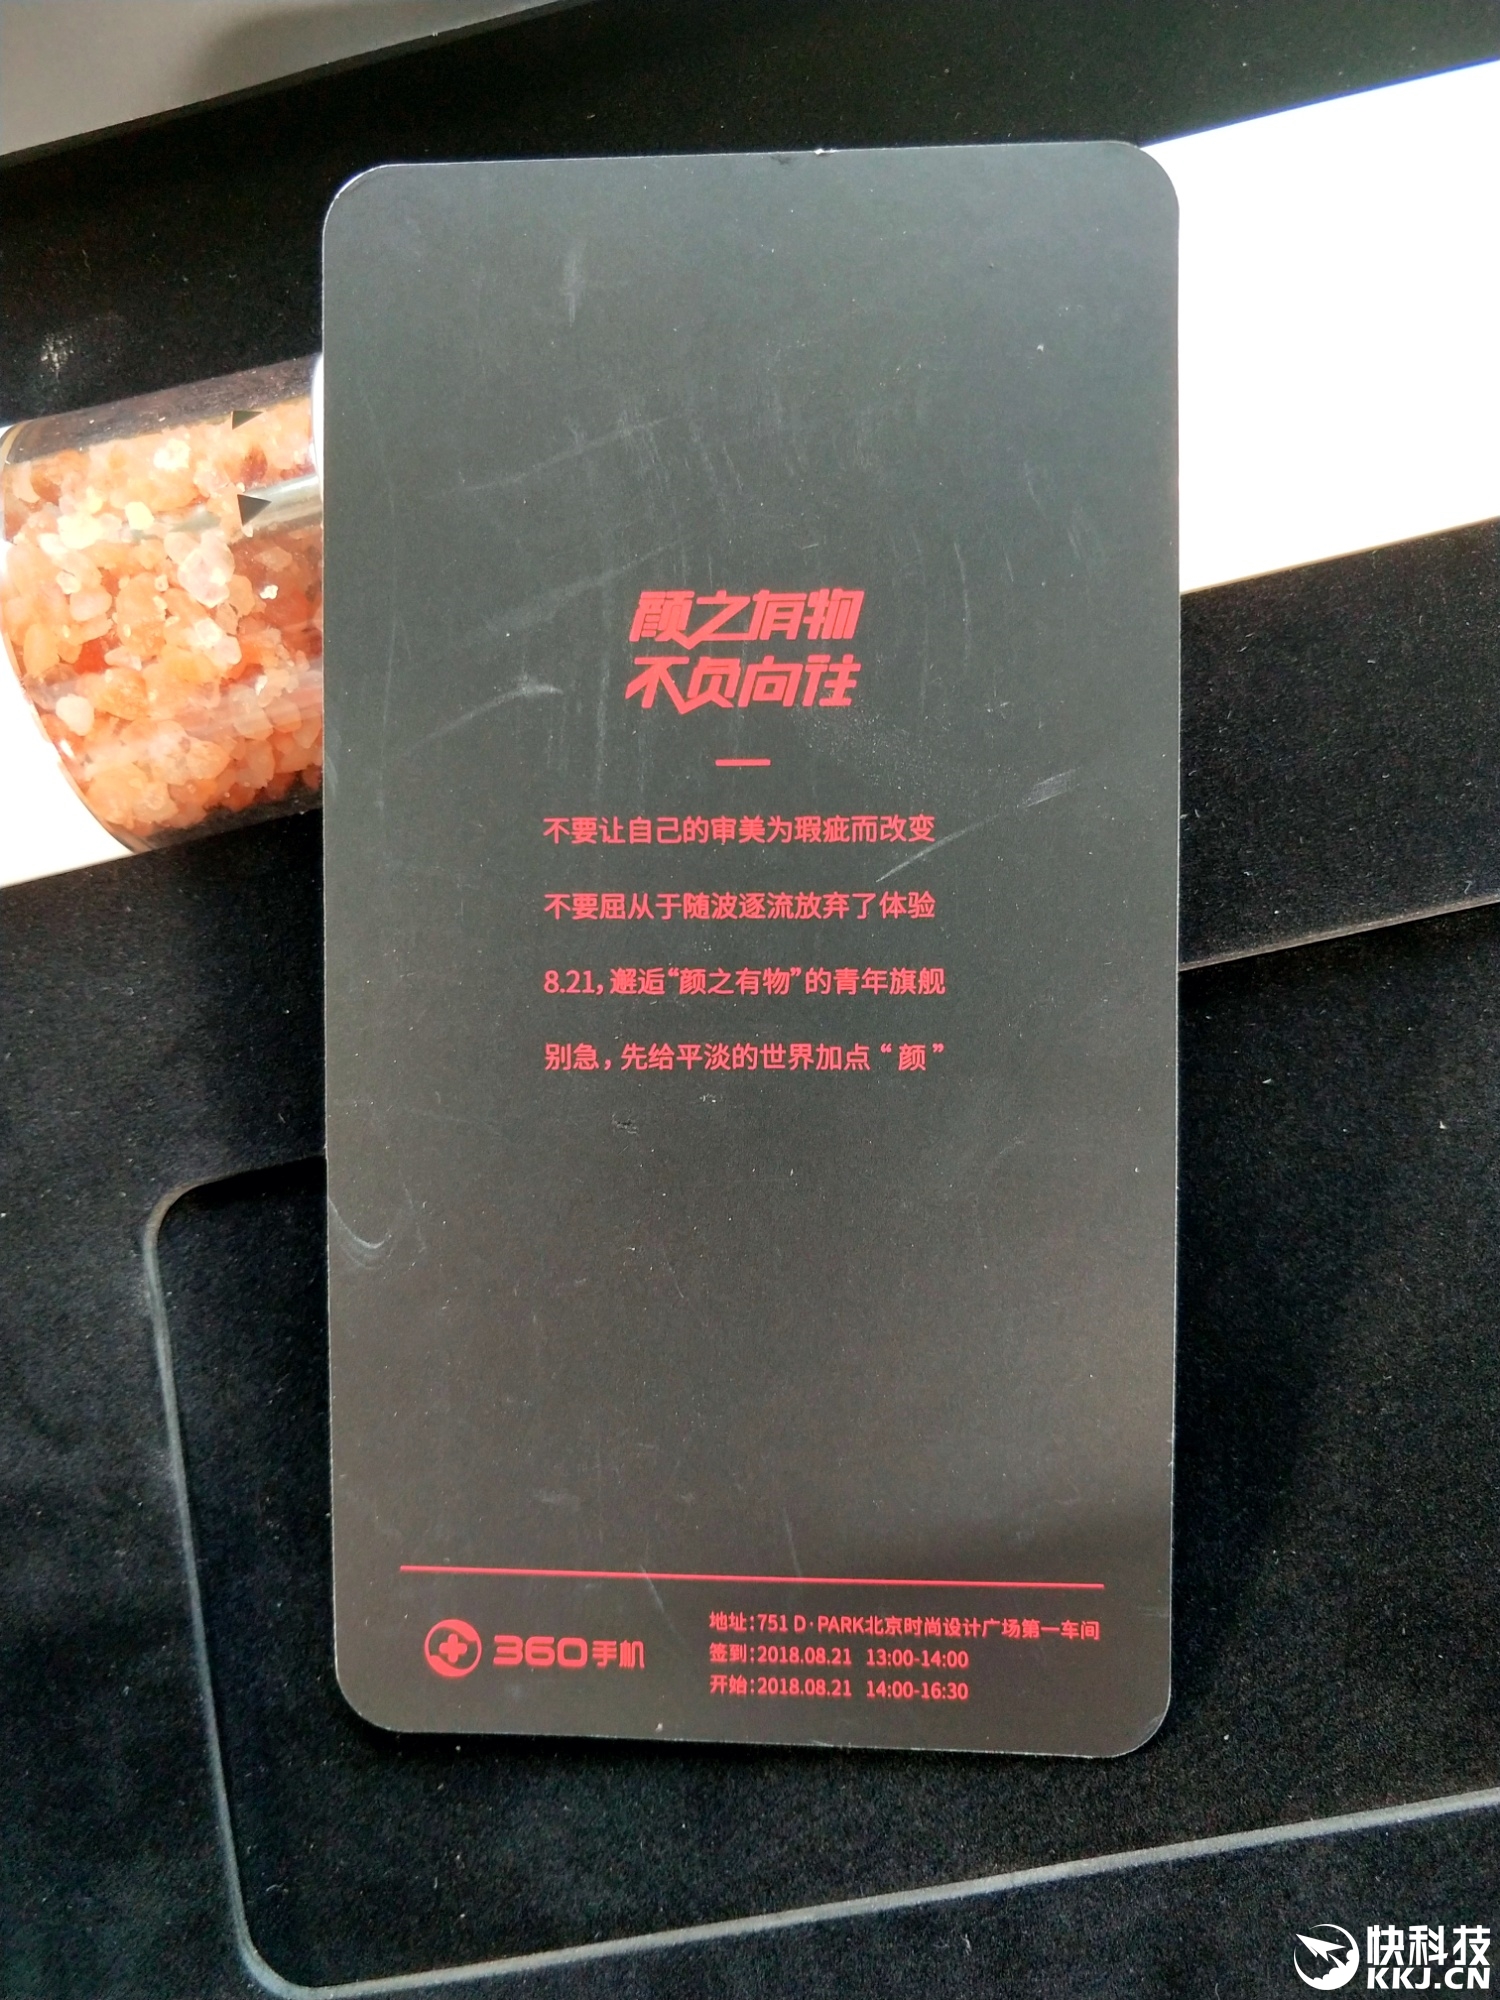 颜之有物
不负向往
不要让自己的审美为瑕疵而改变
不要屈从于随波逐流放弃了体验
8.21，邂逅“颜之有物”的青年旗舰
别急，先给平淡的世界加点“颜”
360手机
地址：751 D·PARK北京时尚设计广场第一车间
签到：2018.08.21 13:00-14:00
开始：2018.08.21 14:00-16:30
快科技
KKJ.CN